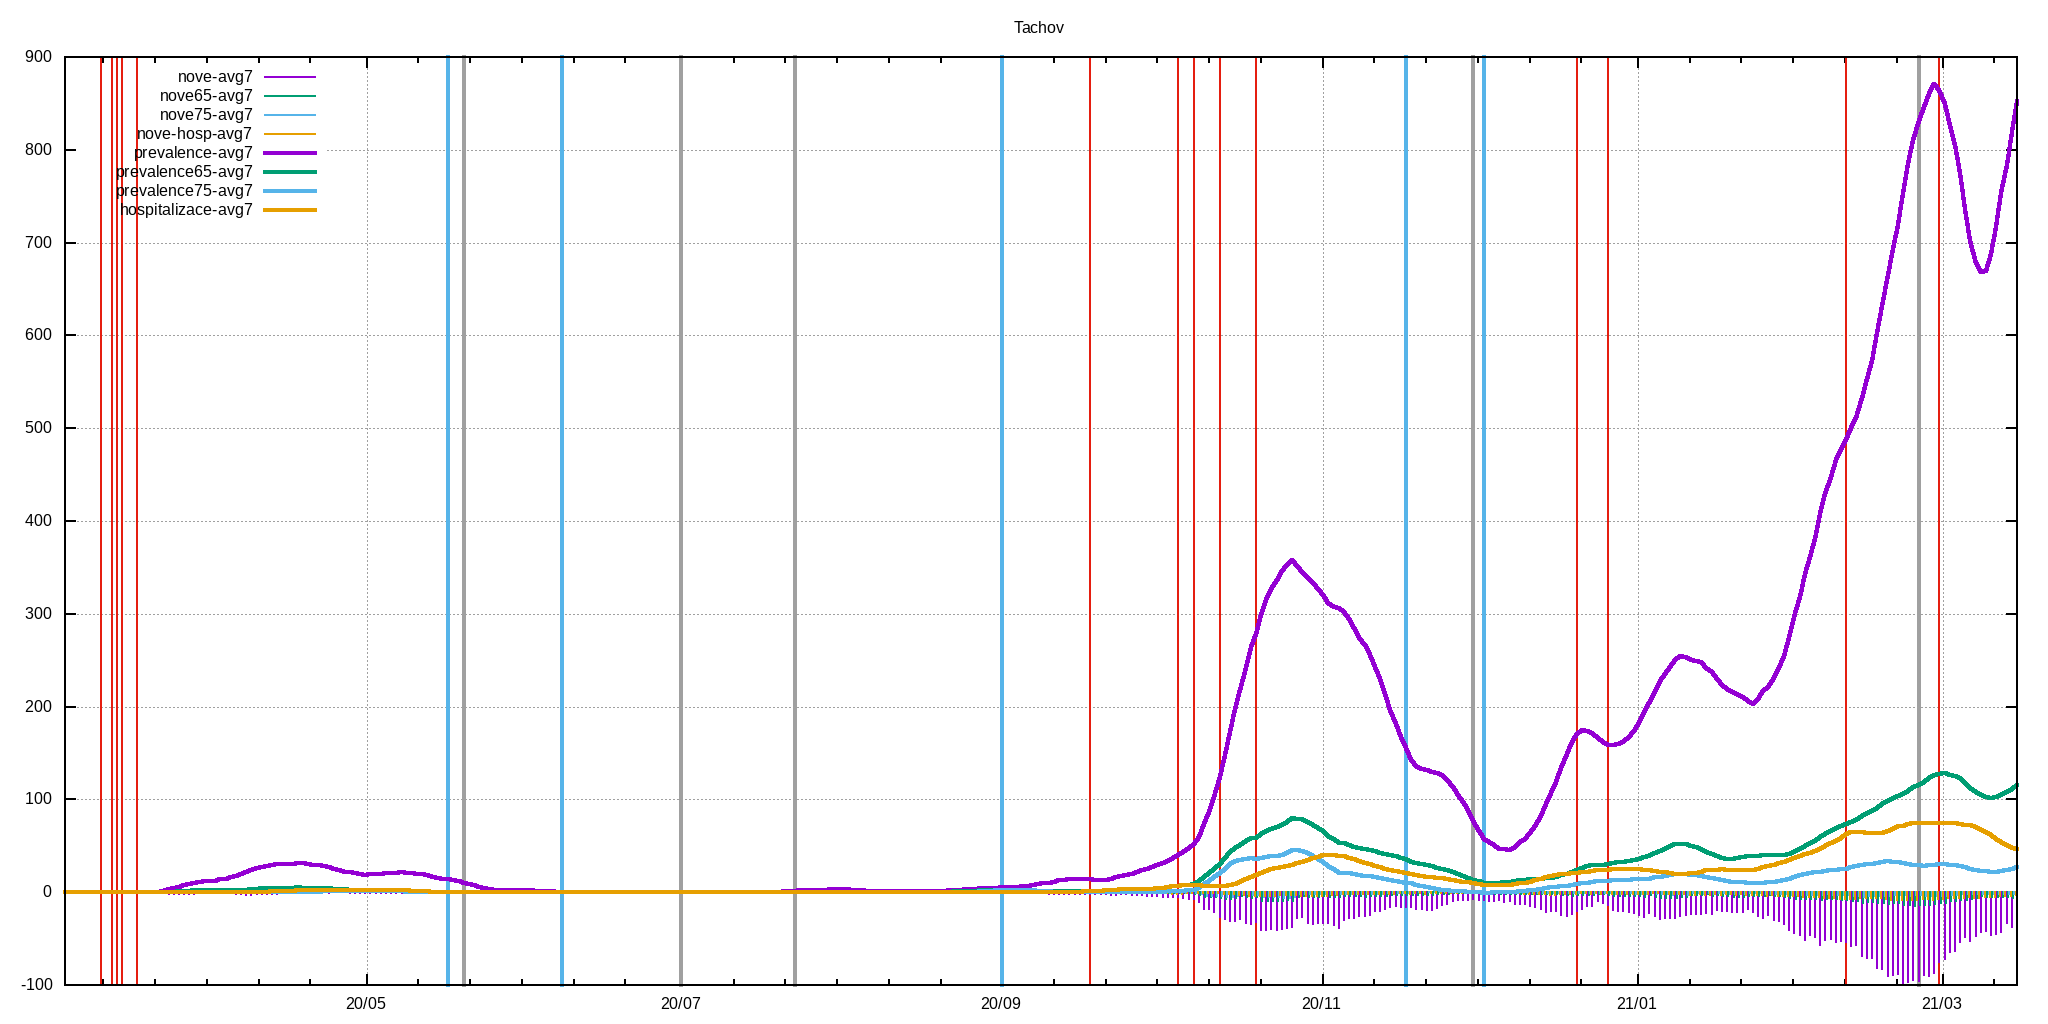 Tachov
900
800
700
600
500
400
300
200
100
0
-100
nove-avg7
nove65-avg7
nove75-avg7
nove-hosp-avg7
prevalence-avg7
prevalence65-avg7
prevalence75-avg7
hospitalizace-avg7
20/05
20/07
20/09
20/11
21/01
21/03